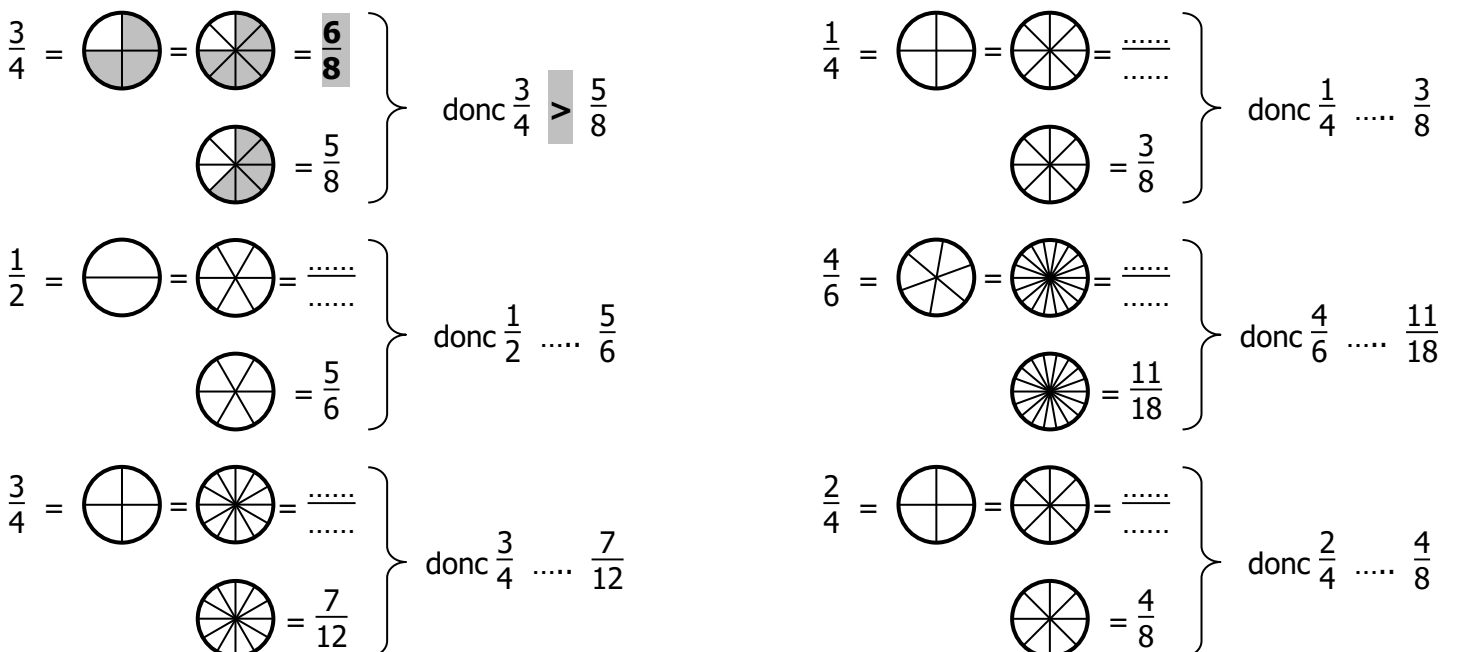 3/4 = = = 6/8
= 5/8
donc 3/4 > 5/8
1/4 = = = ....../......
= 3/8
donc 1/4 ..... 3/8
1/2 = = = ....../......
= 5/6
donc 1/2 ..... 5/6
4/6 = = = ....../......
= 11/18
donc 4/6 ..... 11/18
3/4 = = = ....../......
= 7/12
donc 3/4 ..... 7/12
2/4 = = = ....../......
= 4/8
donc 2/4 ..... 4/8